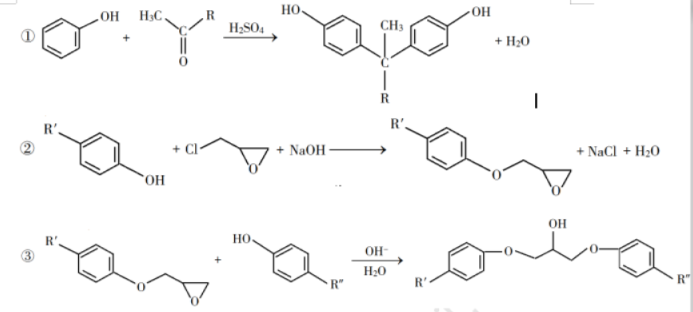 ① OH + H₃C C R O H₂SO₄ HO CH₃ C R OH + H₂O
② R′ OH + Cl O + NaOH R′ O O + NaCl + H₂O
③ R′ O O + HO R″ OH⁻ H₂O R′ O OH O R″